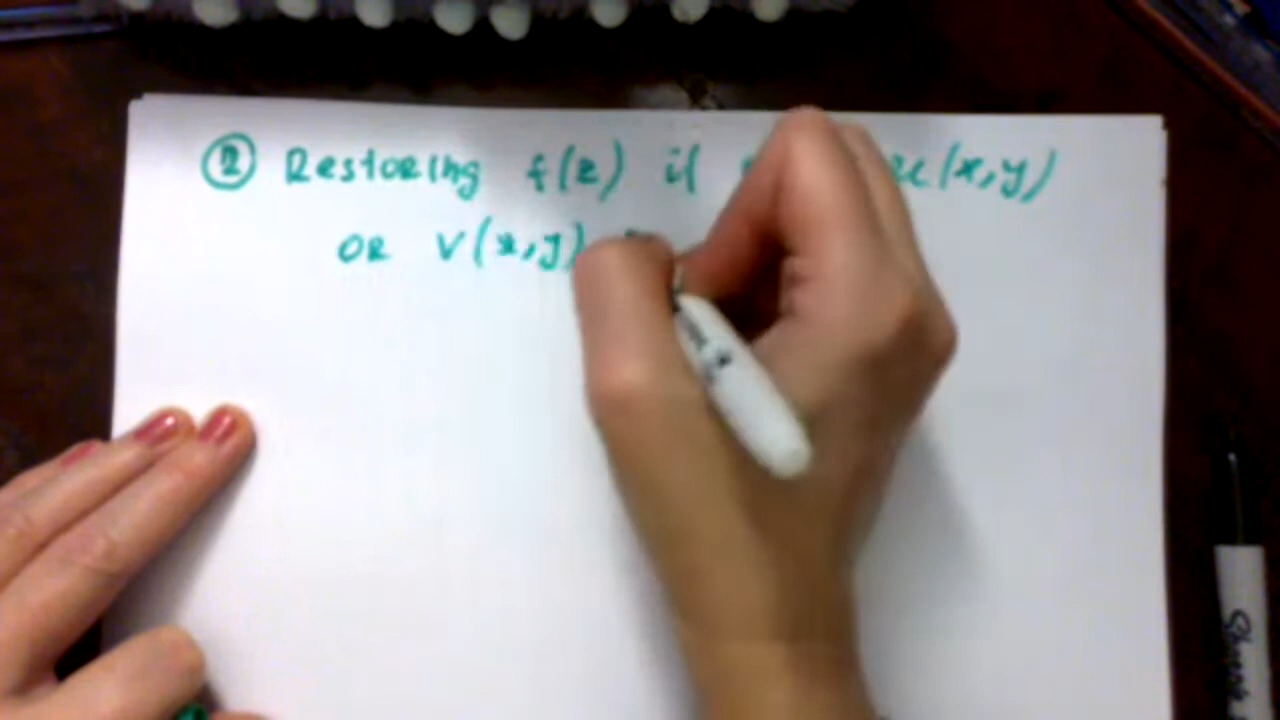 ② Restoring f(z) if u(x,y)
or v(x,y)